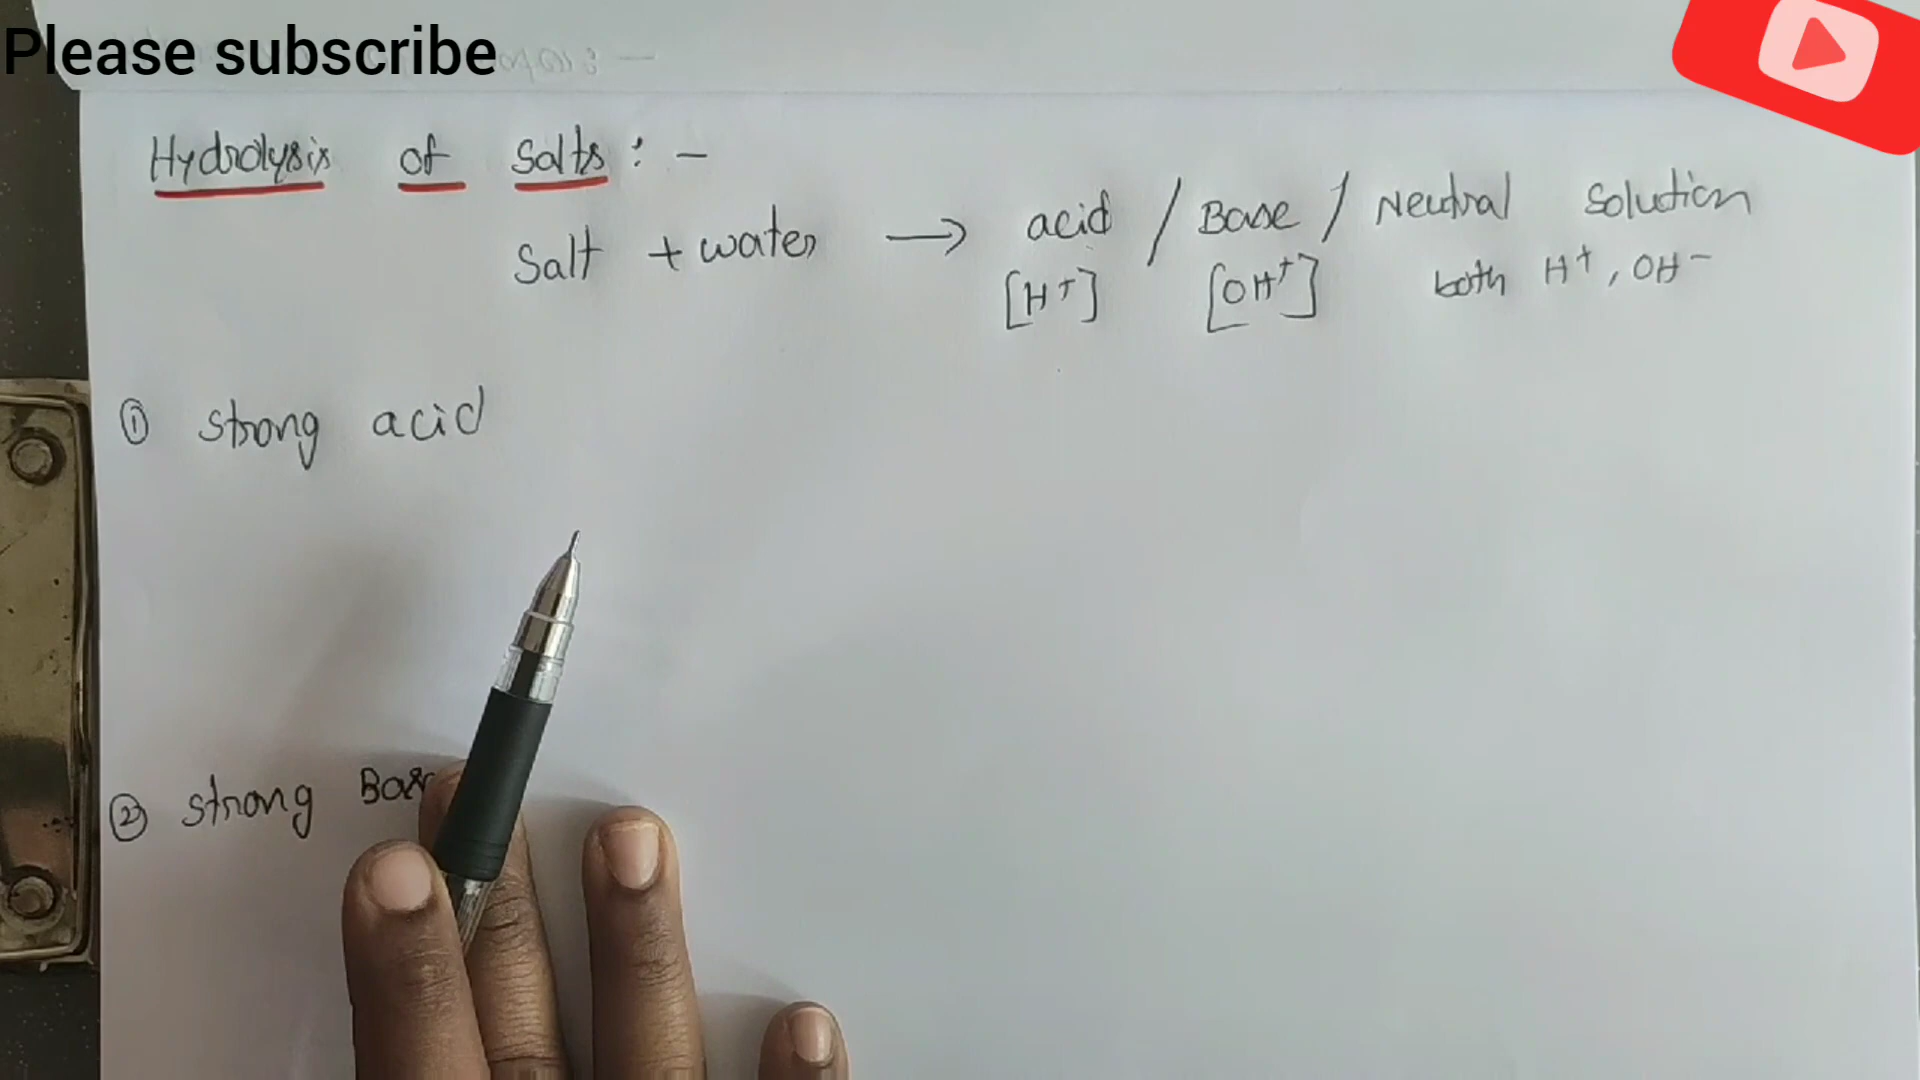 Please subscribe
Hydrolysis of Salts : –
Salt + water → acid / Base / Neutral Solution
[H⁺] [OH⁺] both H⁺, OH⁻
① strong acid
② strong Base